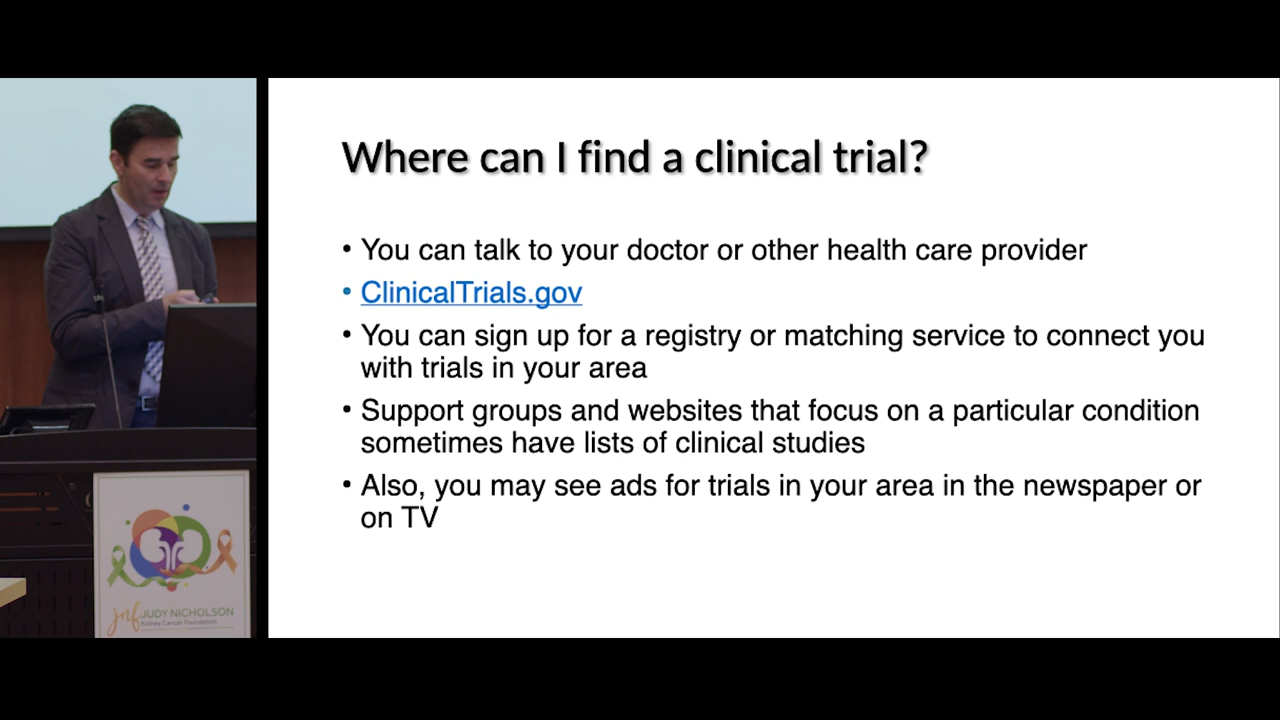 Where can I find a clinical trial?
• You can talk to your doctor or other health care provider
• ClinicalTrials.gov
• You can sign up for a registry or matching service to connect you
with trials in your area
• Support groups and websites that focus on a particular condition
sometimes have lists of clinical studies
• Also, you may see ads for trials in your area in the newspaper or
on TV
jnf JUDY NICHOLSON
Kidney Cancer Foundation